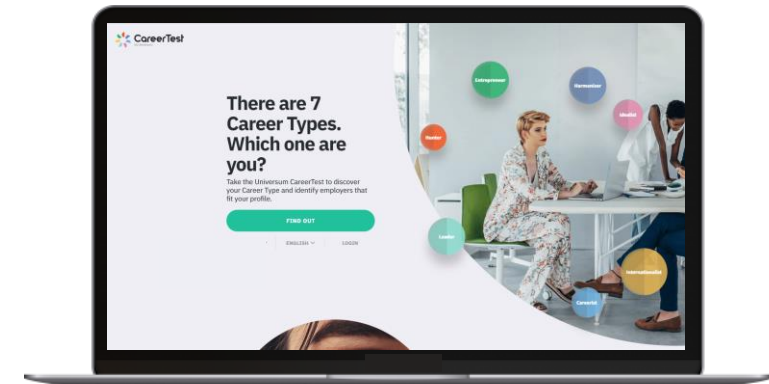 CareerTest
There are 7
Career Types.
Which one are
you?
Take the Universum CareerTest to discover
your Career Type and identify employers that
fit your profile.
FIND OUT
ENGLISH
LOGIN
Entrepreneur
Harmoniser
Idealist
Hunter
Leader
Internationalist
Careerist